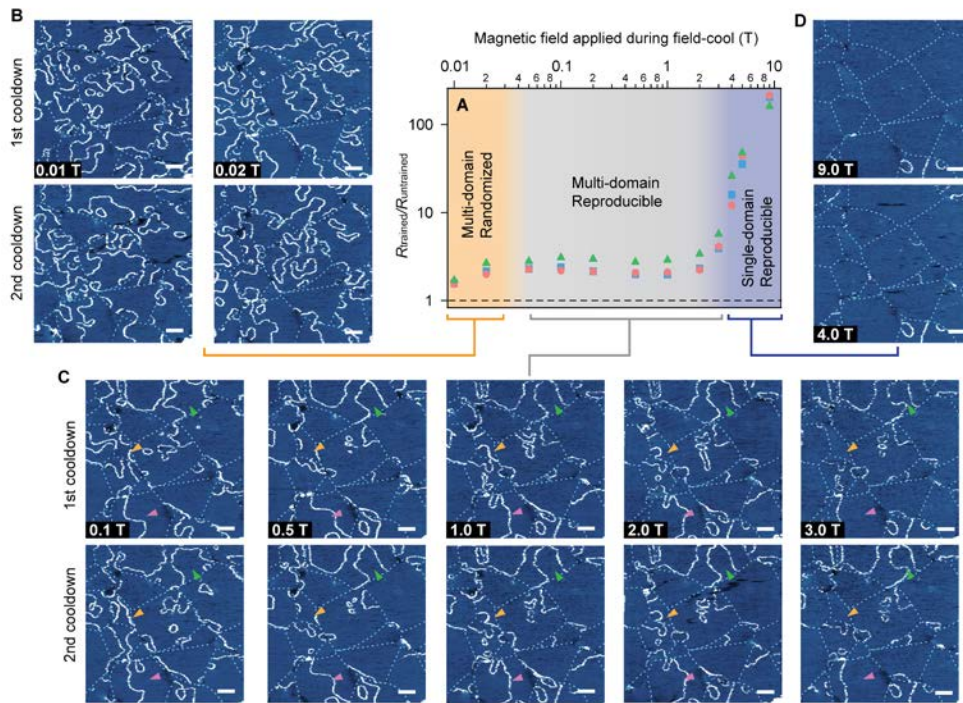 B
1st cooldown
0.01 T
0.02 T
2nd cooldown
Magnetic field applied during field-cool (T)
0.01 2 4 6 0.1 2 4 6 1 2 4 6 10
A
100
10
1
Rtrained/Runtrained
Multi-domain
Randomized
Multi-domain
Reproducible
Single-domain
Reproducible
D
9.0 T
4.0 T
C
1st cooldown
0.1 T
0.5 T
1.0 T
2.0 T
3.0 T
2nd cooldown